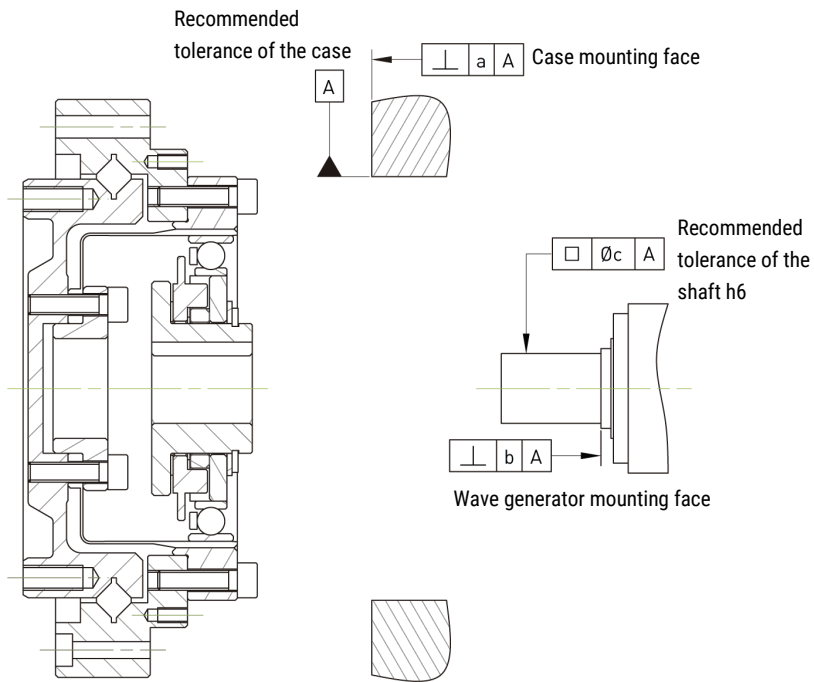 Recommended
tolerance of the case
⊥ a A Case mounting face
A
Recommended
tolerance of the
shaft h6
□ Øc A
⊥ b A
Wave generator mounting face